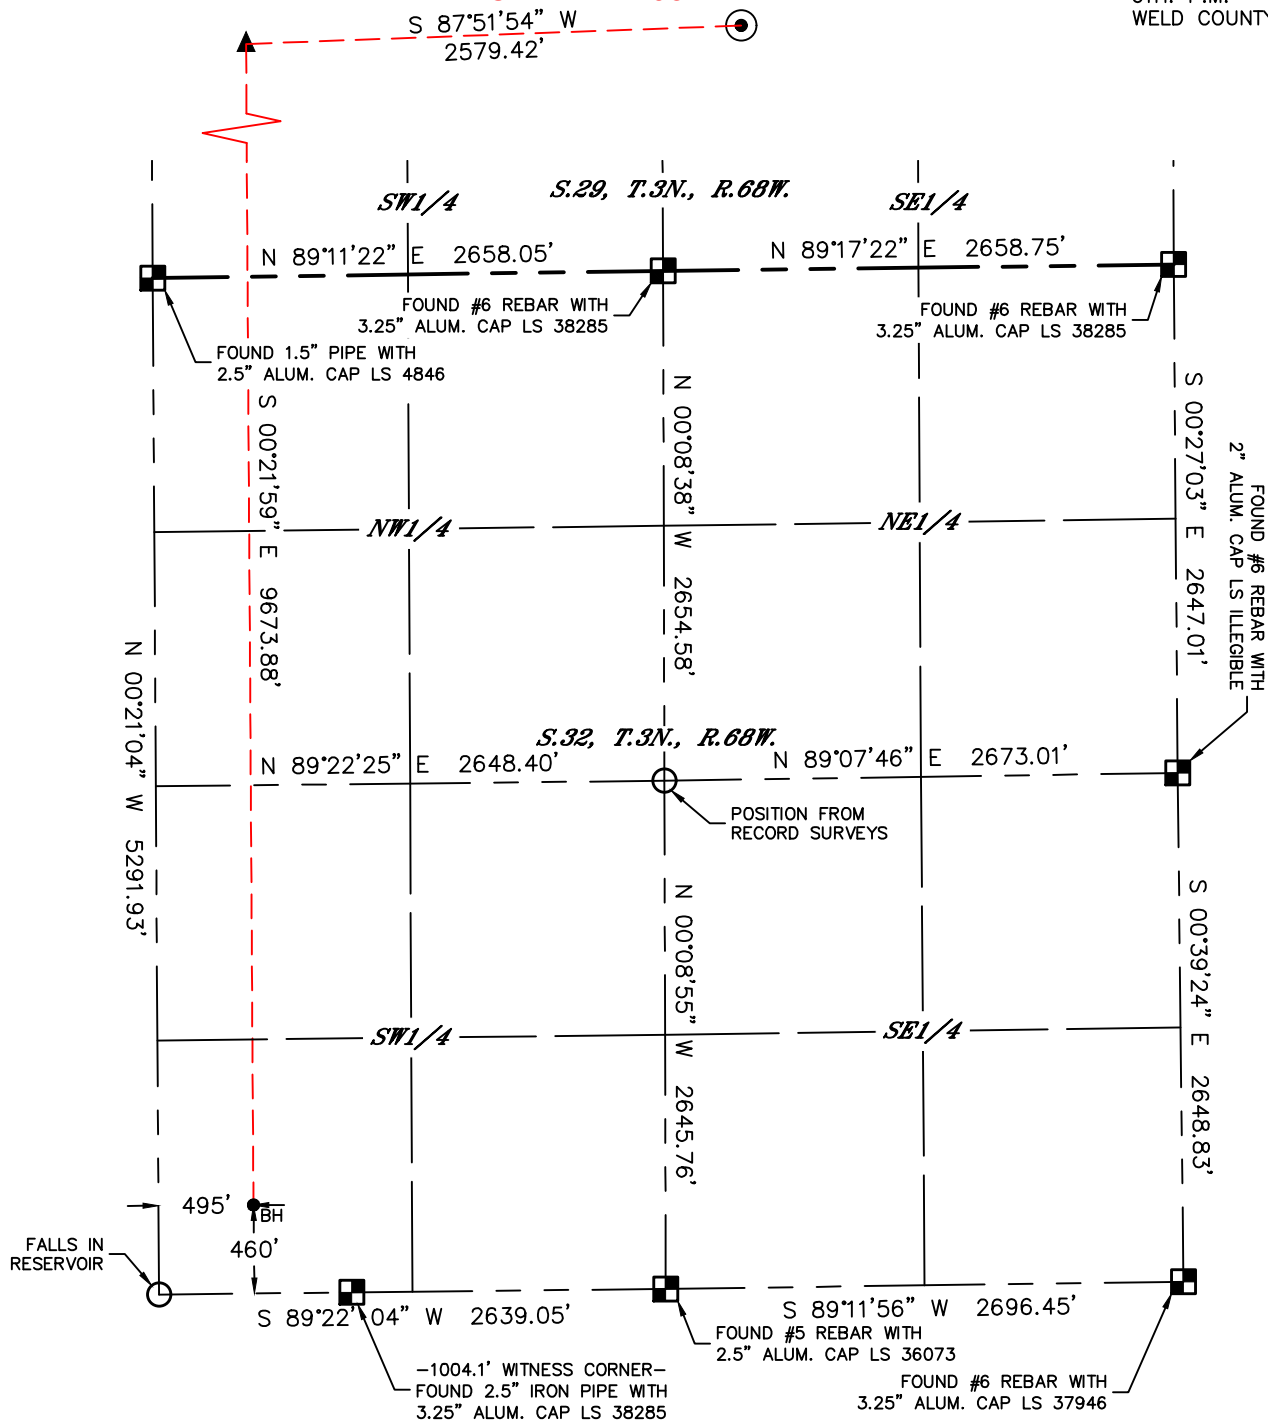 WELD COUNTY
S 87°51'54" W
2579.42'
S.29, T.3N., R.68W.
SW1/4
SE1/4
N 89°11'22" E 2658.05'
N 89°17'22" E 2658.75'
FOUND #6 REBAR WITH
3.25" ALUM. CAP LS 38285
FOUND #6 REBAR WITH
3.25" ALUM. CAP LS 38285
FOUND 1.5" PIPE WITH
2.5" ALUM. CAP LS 4846
S 00°21'59" E 9673.88'
N 00°08'38" W 2654.58'
S 00°27'03" E 2647.01'
FOUND #6 REBAR WITH
2" ALUM. CAP LS ILLEGIBLE
NW1/4
NE1/4
N 00°21'04" W 5291.93'
S.32, T.3N., R.68W.
N 89°22'25" E 2648.40'
N 89°07'46" E 2673.01'
POSITION FROM
RECORD SURVEYS
N 00°08'55" W 2645.76'
S 00°39'24" E 2648.83'
SW1/4
SE1/4
495'
BH
460'
FALLS IN
RESERVOIR
S 89°22'04" W 2639.05'
S 89°11'56" W 2696.45'
FOUND #5 REBAR WITH
2.5" ALUM. CAP LS 36073
-1004.1' WITNESS CORNER-
FOUND 2.5" IRON PIPE WITH
3.25" ALUM. CAP LS 38285
FOUND #6 REBAR WITH
3.25" ALUM. CAP LS 37946